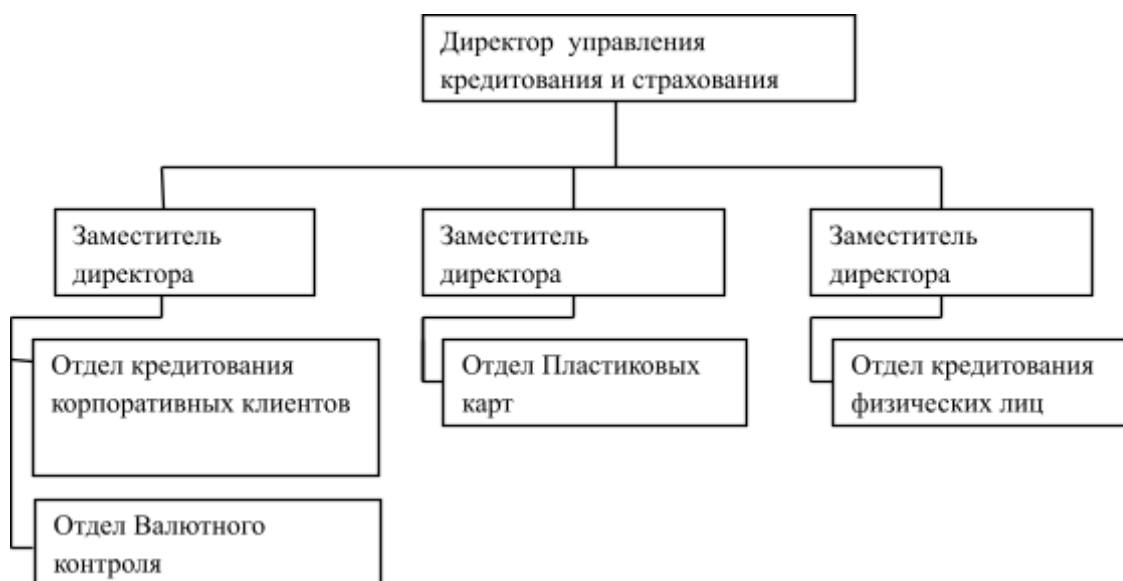 Директор управления
кредитования и страхования
Заместитель
директора
Заместитель
директора
Заместитель
директора
Отдел кредитования
корпоративных клиентов
Отдел Пластиковых
карт
Отдел кредитования
физических лиц
Отдел Валютного
контроля